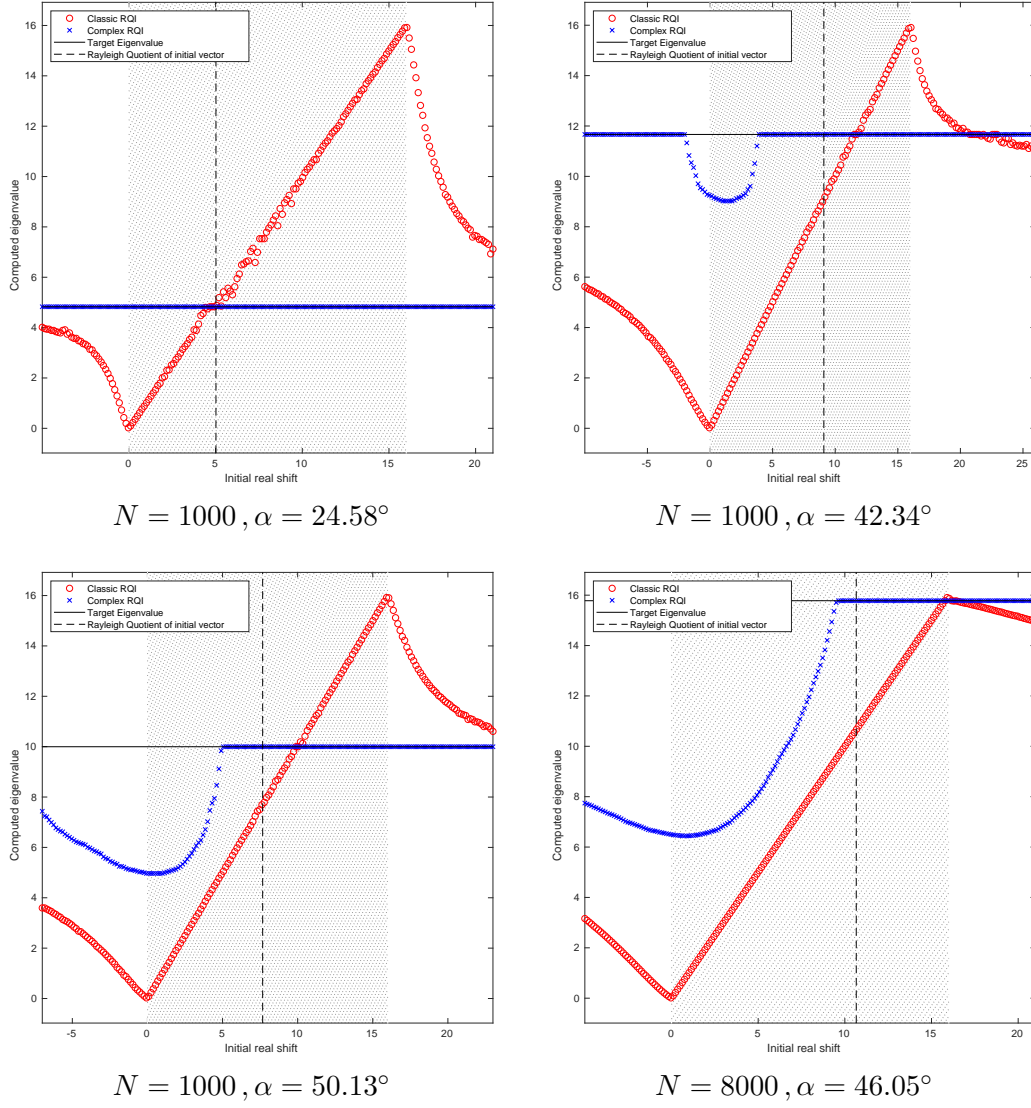 Classic RQI
Complex RQI
Target Eigenvalue
Rayleigh Quotient of initial vector
16
14
12
10
8
6
4
2
0
Computed eigenvalue
0 5 10 15 20
Initial real shift
N = 1000 , α = 24.58°
Classic RQI
Complex RQI
Target Eigenvalue
Rayleigh Quotient of initial vector
16
14
12
10
8
6
4
2
0
Computed eigenvalue
-5 0 5 10 15 20 25
Initial real shift
N = 1000 , α = 42.34°
Classic RQI
Complex RQI
Target Eigenvalue
Rayleigh Quotient of initial vector
16
14
12
10
8
6
4
2
0
Computed eigenvalue
-5 0 5 10 15 20
Initial real shift
N = 1000 , α = 50.13°
Classic RQI
Complex RQI
Target Eigenvalue
Rayleigh Quotient of initial vector
16
14
12
10
8
6
4
2
0
Computed eigenvalue
0 5 10 15 20
Initial real shift
N = 8000 , α = 46.05°